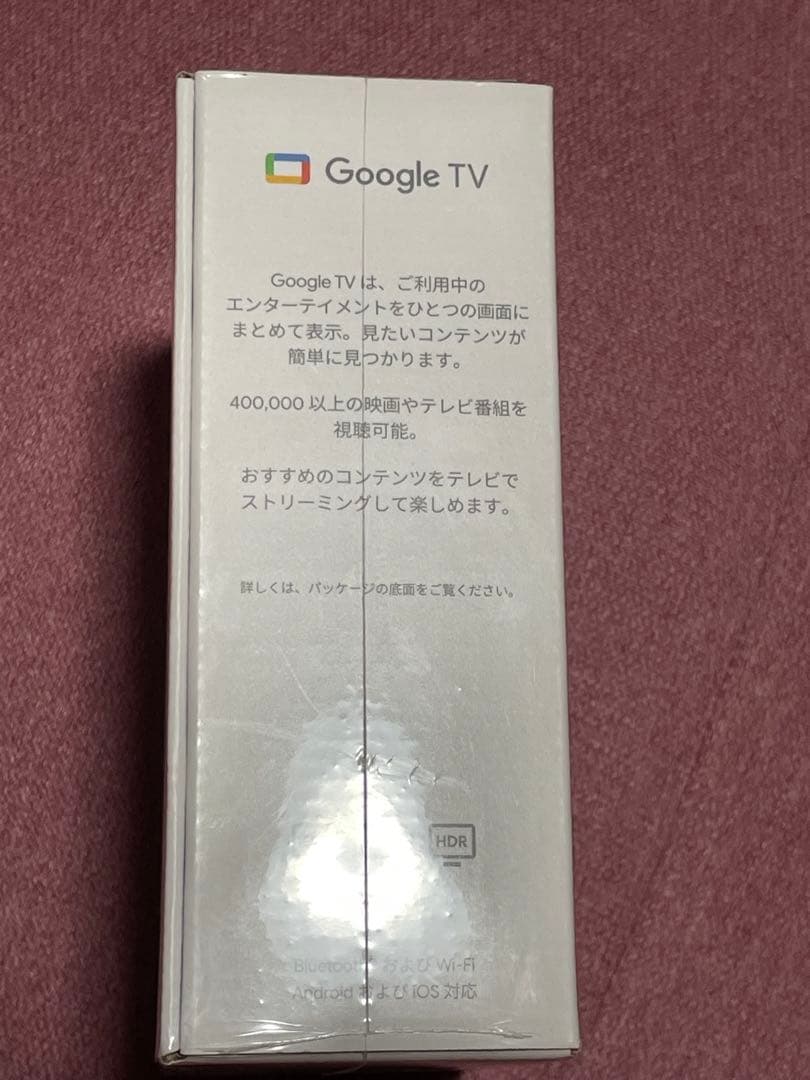 Google TV
Google TV は、ご利用中の
エンターテイメントをひとつの画面に
まとめて表示。見たいコンテンツが
簡単に見つかります。
400,000 以上の映画やテレビ番組を
視聴可能。
おすすめのコンテンツをテレビで
ストリーミングして楽しめます。
詳しくは、パッケージの底面をご覧ください。
HDR
Bluetooth および Wi-Fi
Android および iOS 対応